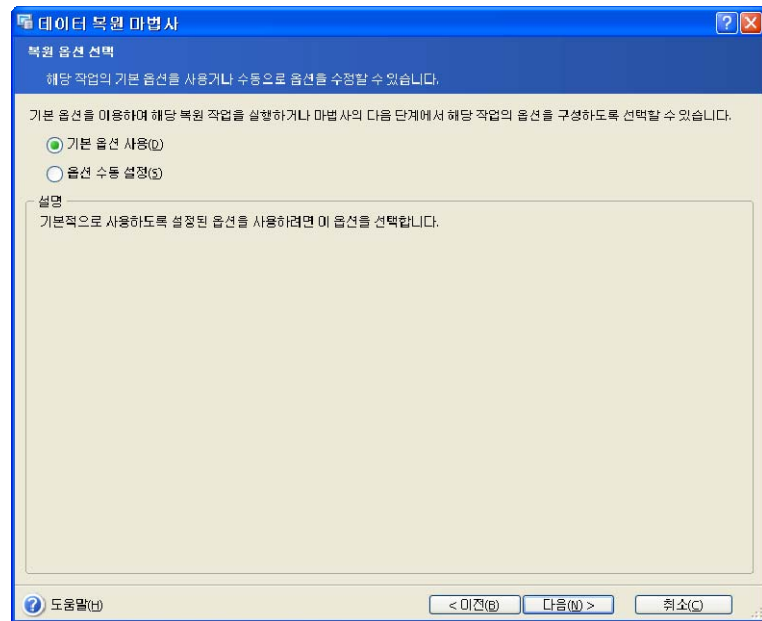 데이터 복원 마법사
복원 옵션 선택
해당 작업의 기본 옵션를 사용거나 수동으로 옵션을 수정할 수 있습니다.
기본 옵션을 이용하여 해당 복원 작업을 실행하거나 마법사의 다음 단계에서 해당 작업의 옵션을 구성하도록 선택할 수 있습니다.
기본 옵션 사용(D)
옵션 수동 설정(S)
설명
기본적으로 사용하도록 설정된 옵션을 사용하려면 이 옵션을 선택합니다.
도움말(H)
< 이전(B)
다음(N) >
취소(C)